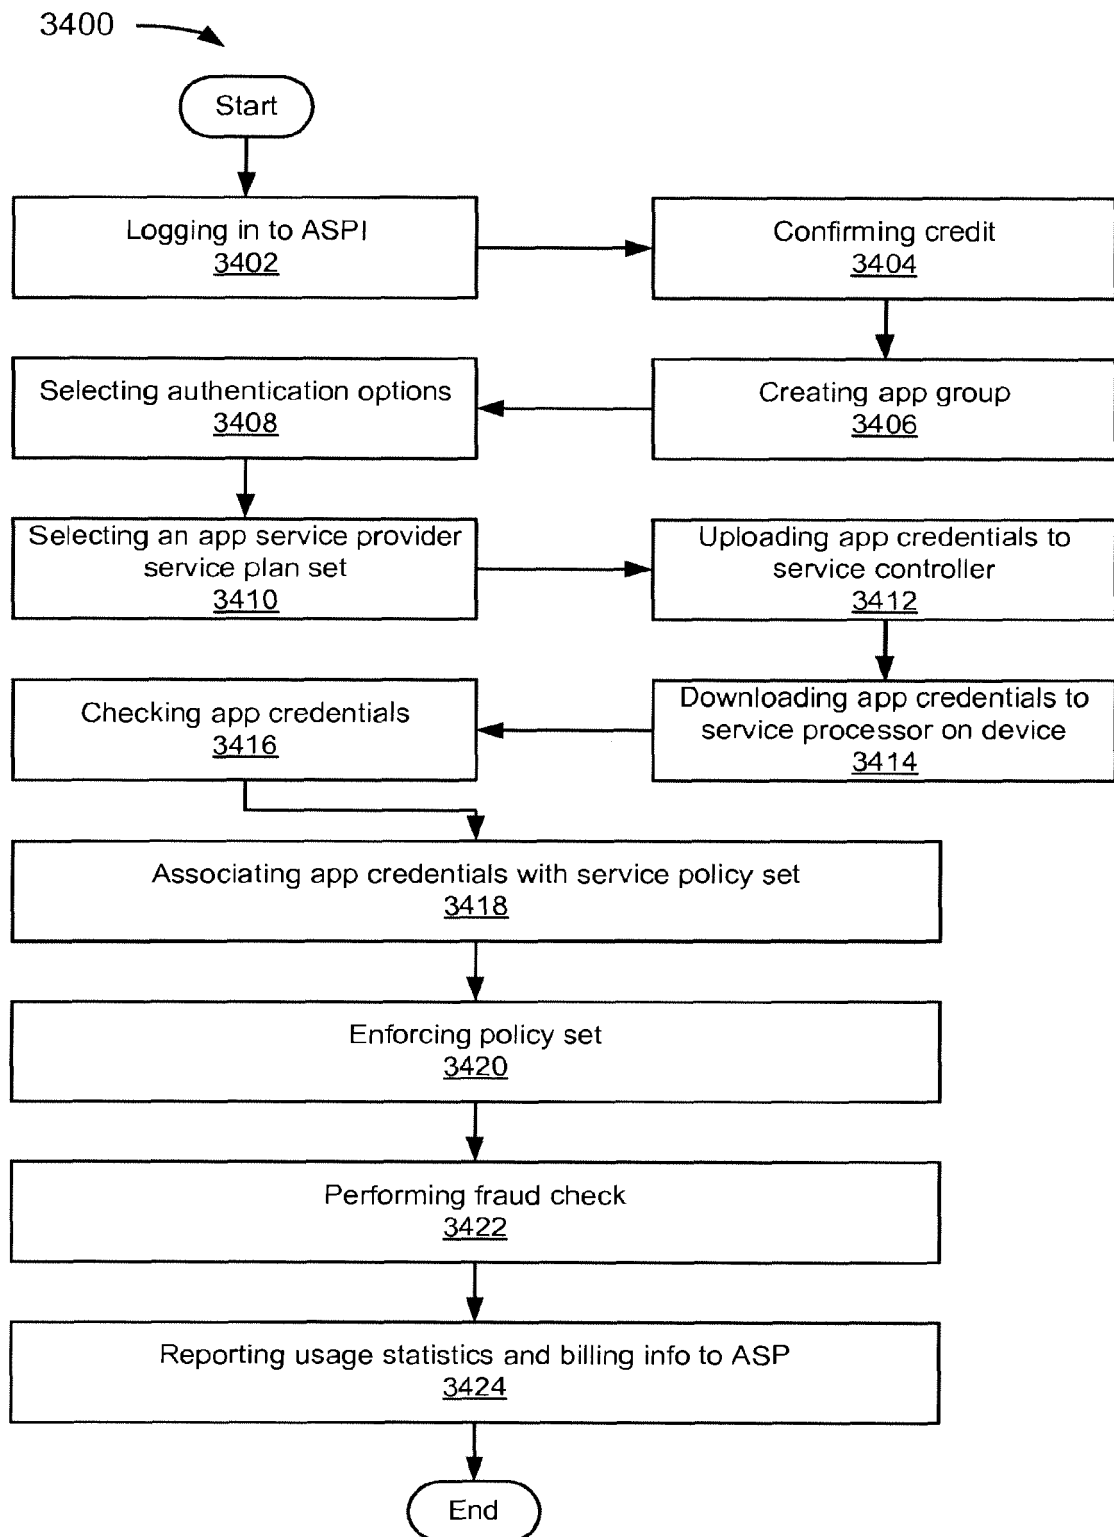 3400
Start
Logging in to ASPI
3402
Confirming credit
3404
Creating app group
3406
Selecting authentication options
3408
Selecting an app service provider
service plan set
3410
Uploading app credentials to
service controller
3412
Downloading app credentials to
service processor on device
3414
Checking app credentials
3416
Associating app credentials with service policy set
3418
Enforcing policy set
3420
Performing fraud check
3422
Reporting usage statistics and billing info to ASP
3424
End